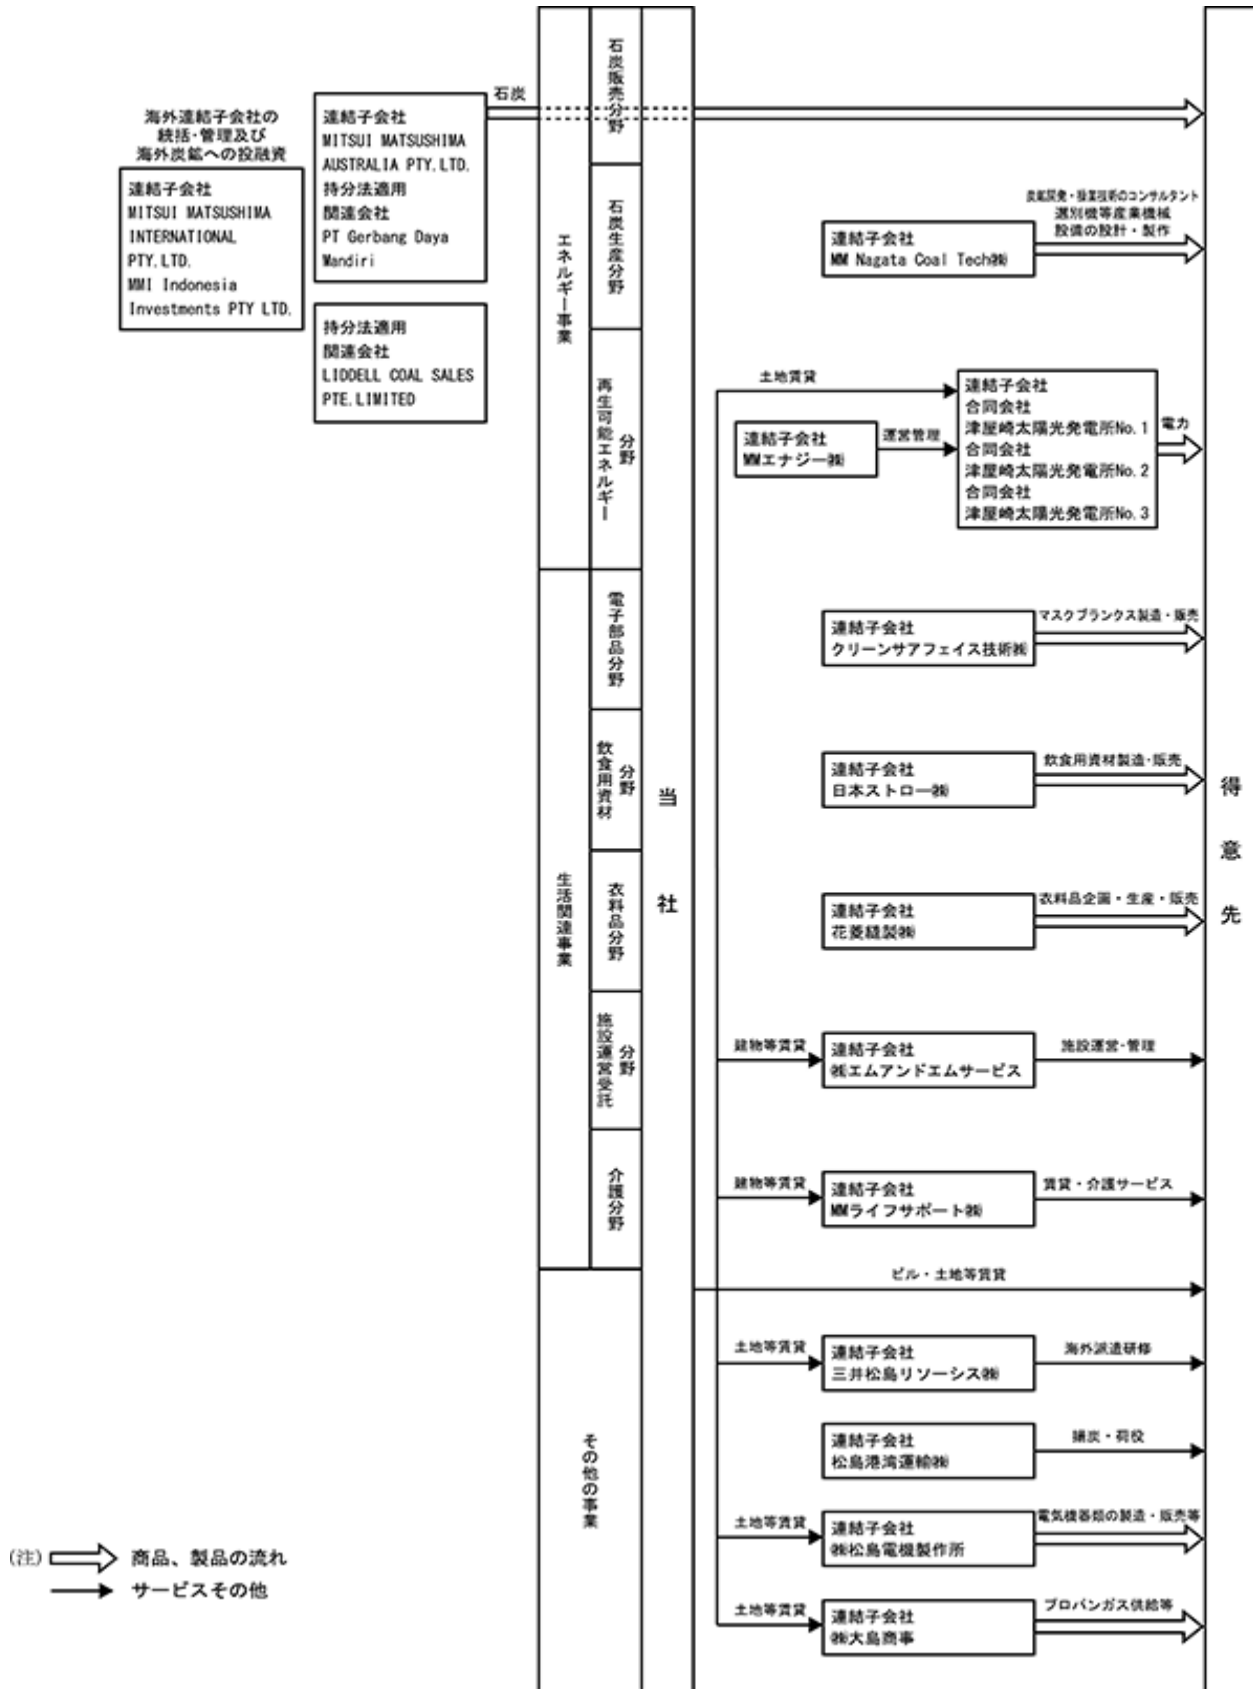 海外連結子会社の
統括・管理及び
海外炭鉱への投融資
連結子会社
MITSUI MATSUSHIMA
INTERNATIONAL
PTY.LTD.
MMI Indonesia
Investments PTY LTD.
連結子会社
MITSUI MATSUSHIMA
AUSTRALIA PTY.LTD.
持分法適用
関連会社
PT Gerbang Daya
Mandiri
持分法適用
関連会社
LIDDELL COAL SALES
PTE.LIMITED
石炭
エネルギー事業
石炭販売分野
石炭生産分野
再生可能エネルギー
分野
生活関連事業
電子部品分野
飲食用資材
分野
衣料品分野
施設運営受託
分野
介護分野
その他の事業
当社
炭鉱開発・操業技術のコンサルタント
選別機等産業機械
設備の設計・製作
連結子会社
MM Nagata Coal Tech㈱
土地賃貸
連結子会社
MMエナジー㈱
運営管理
連結子会社
合同会社
津屋崎太陽光発電所No.1
合同会社
津屋崎太陽光発電所No.2
合同会社
津屋崎太陽光発電所No.3
電力
連結子会社
クリーンサアフェイス技術㈱
マスクブランクス製造・販売
連結子会社
日本ストロー㈱
飲食用資材製造・販売
連結子会社
花菱縫製㈱
衣料品企画・生産・販売
建物等賃貸
連結子会社
㈱エムアンドエムサービス
施設運営・管理
建物等賃貸
連結子会社
MMライフサポート㈱
賃貸・介護サービス
ビル・土地等賃貸
土地等賃貸
連結子会社
三井松島リソーシス㈱
海外派遣研修
連結子会社
松島港湾運輸㈱
揚炭・荷役
土地等賃貸
連結子会社
㈱松島電機製作所
電気機器類の製造・販売等
土地等賃貸
連結子会社
㈱大島商事
プロパンガス供給等
得意先
(注)
商品、製品の流れ
サービスその他